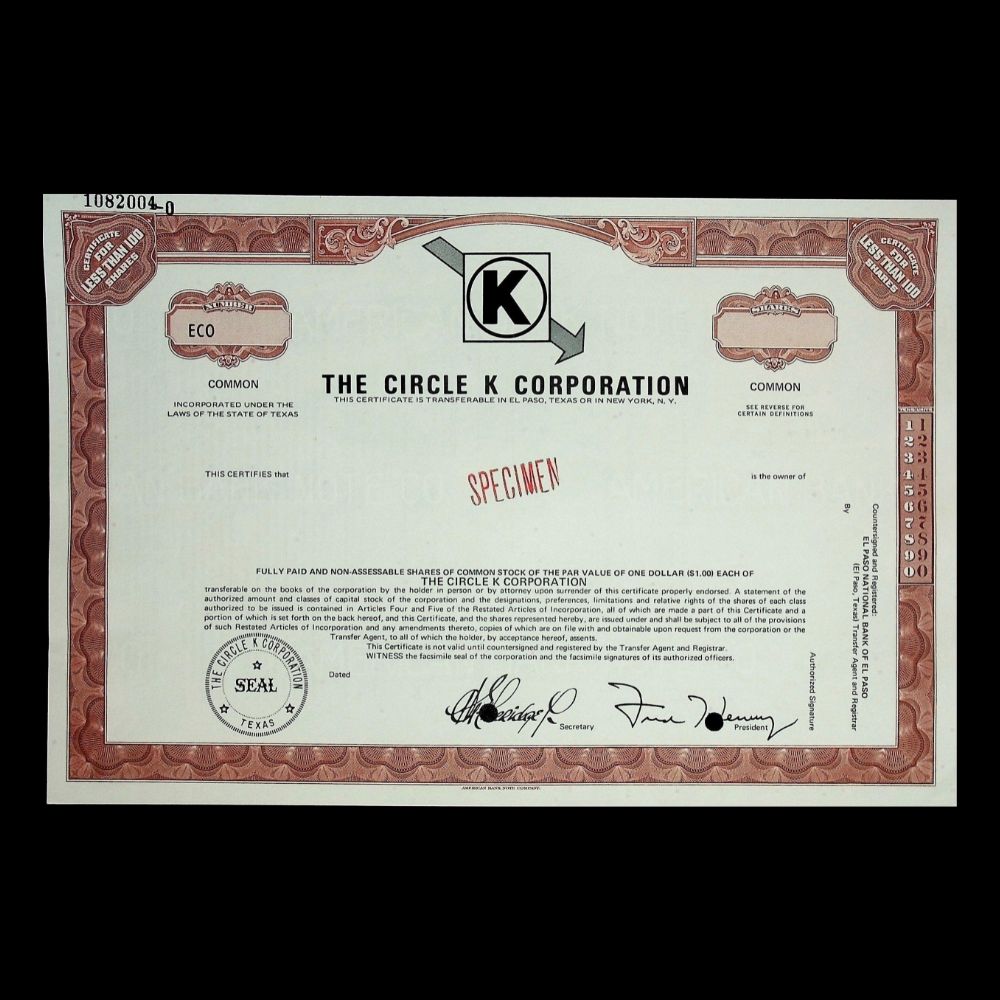 1082004-0
CERTIFICATE
FOR
LESS THAN 100
SHARES
CERTIFICATE
FOR
LESS THAN 100
SHARES
K
NUMBER
ECO
SHARES
COMMON
COMMON
THE CIRCLE K CORPORATION
THIS CERTIFICATE IS TRANSFERABLE IN EL PASO, TEXAS OR IN NEW YORK, N. Y.
INCORPORATED UNDER THE
LAWS OF THE STATE OF TEXAS
SEE REVERSE FOR
CERTAIN DEFINITIONS
TENS UNITS
1 1
2 2
3 3
4 4
5 5
6 6
7 7
8 8
9 9
0 0
THIS CERTIFIES that
SPECIMEN
is the owner of
FULLY PAID AND NON-ASSESSABLE SHARES OF COMMON STOCK OF THE PAR VALUE OF ONE DOLLAR ($1.00) EACH OF
THE CIRCLE K CORPORATION
transferable on the books of the corporation by the holder in person or by attorney upon surrender of this certificate properly endorsed. A statement of the
authorized amount and classes of capital stock of the corporation and the designations, preferences, limitations and relative rights of the shares of each class
authorized to be issued is contained in Articles Four and Five of the Restated Articles of Incorporation, all of which are made a part of this Certificate and a
portion of which is set forth on the back hereof, and this Certificate, and the shares represented hereby, are issued under and shall be subject to all of the provisions
of such Restated Articles of Incorporation and any amendments thereto, copies of which are on file with and obtainable upon request from the corporation or the
Transfer Agent, to all of which the holder, by acceptance hereof, assents.
This Certificate is not valid until countersigned and registered by the Transfer Agent and Registrar.
WITNESS the facsimile seal of the corporation and the facsimile signatures of its authorized officers.
Dated
THE CIRCLE K CORPORATION
SEAL
TEXAS
Secretary
President
Countersigned and Registered:
EL PASO NATIONAL BANK OF EL PASO
(El Paso, Texas) Transfer Agent and Registrar
By
Authorized Signature
AMERICAN BANK NOTE COMPANY.